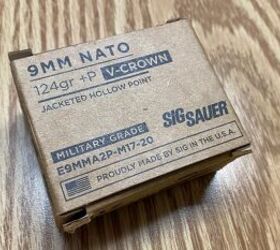 9MM NATO
124gr +P V-CROWN
JACKETED HOLLOW POINT
MILITARY GRADE
E9MMA2P-M17-20
SIG SAUER
PROUDLY MADE BY SIG IN THE U.S.A.